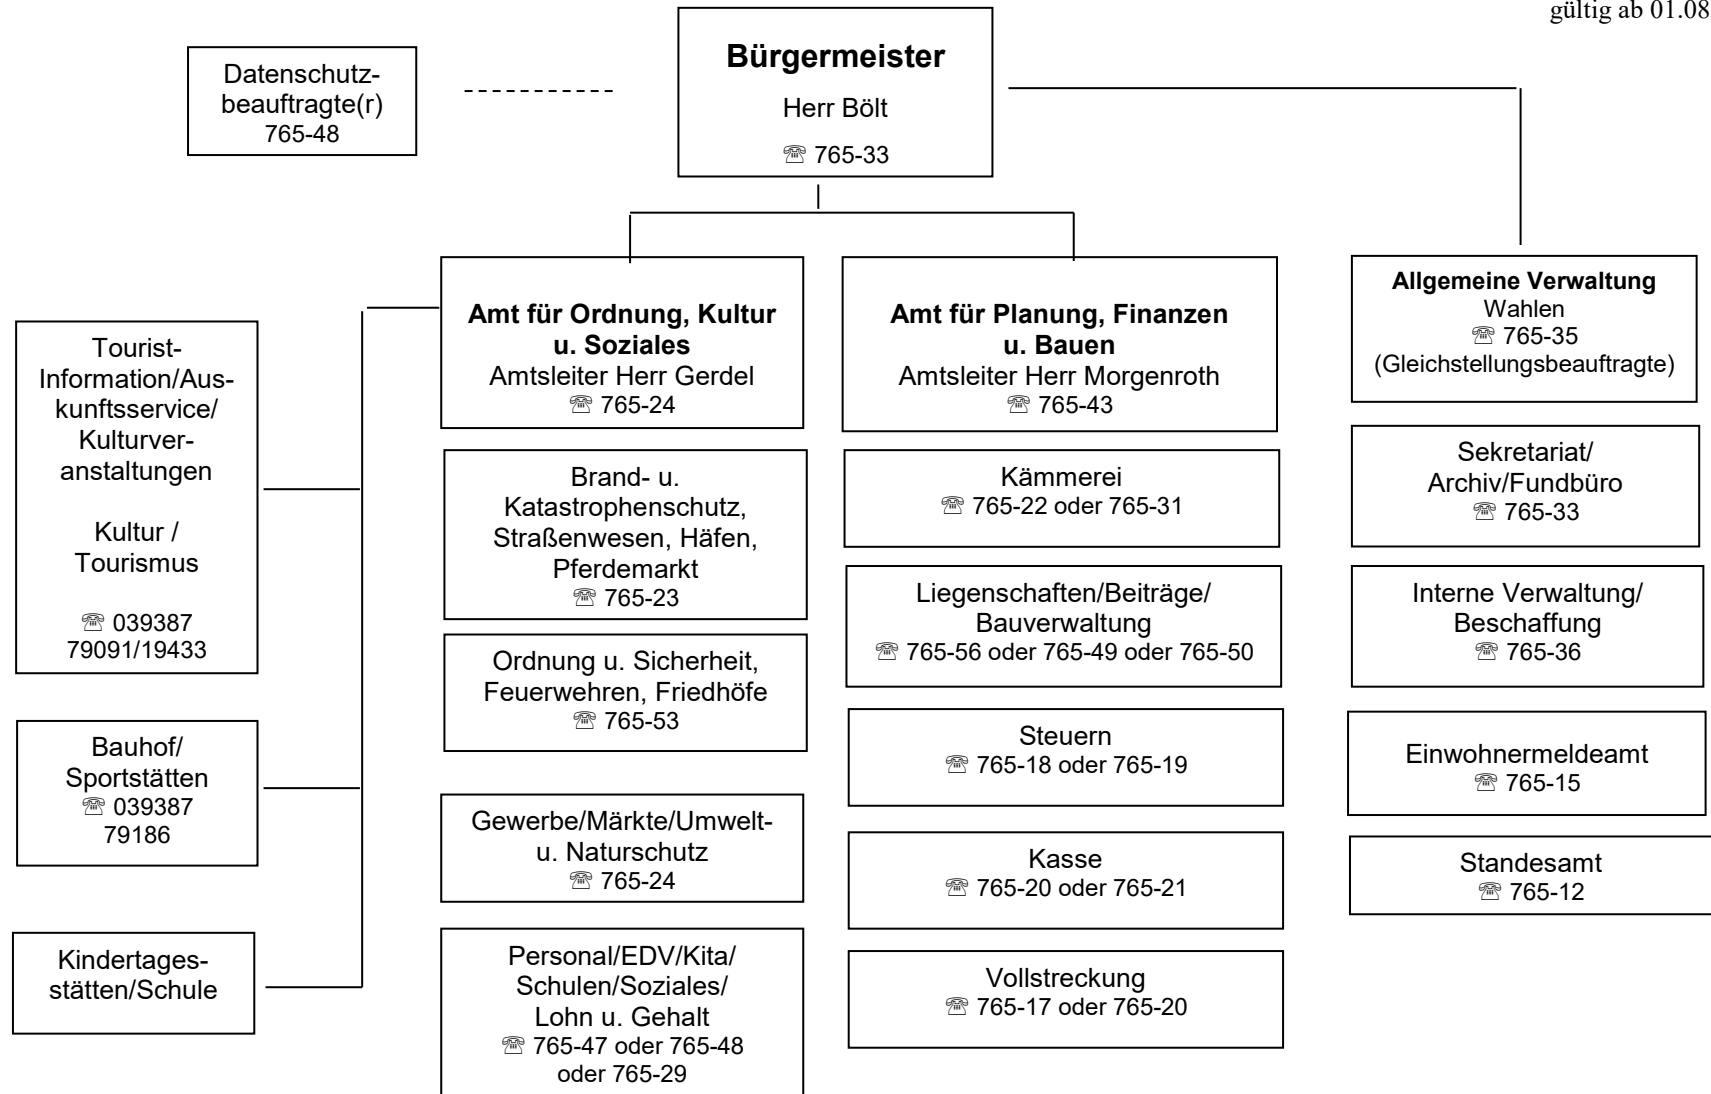 gültig ab 01.08
Bürgermeister
Herr Bölt
☏ 765-33
Datenschutz-
beauftragte(r)
765-48
Tourist-
Information/Aus-
kunftsservice/
Kulturver-
anstaltungen
Kultur /
Tourismus
☏ 039387
79091/19433
Bauhof/
Sportstätten
☏ 039387
79186
Kindertages-
stätten/Schule
Amt für Ordnung, Kultur
u. Soziales
Amtsleiter Herr Gerdel
☏ 765-24
Brand- u.
Katastrophenschutz,
Straßenwesen, Häfen,
Pferdemarkt
☏ 765-23
Ordnung u. Sicherheit,
Feuerwehren, Friedhöfe
☏ 765-53
Gewerbe/Märkte/Umwelt-
u. Naturschutz
☏ 765-24
Personal/EDV/Kita/
Schulen/Soziales/
Lohn u. Gehalt
☏ 765-47 oder 765-48
oder 765-29
Amt für Planung, Finanzen
u. Bauen
Amtsleiter Herr Morgenroth
☏ 765-43
Kämmerei
☏ 765-22 oder 765-31
Liegenschaften/Beiträge/
Bauverwaltung
☏ 765-56 oder 765-49 oder 765-50
Steuern
☏ 765-18 oder 765-19
Kasse
☏ 765-20 oder 765-21
Vollstreckung
☏ 765-17 oder 765-20
Allgemeine Verwaltung
Wahlen
☏ 765-35
(Gleichstellungsbeauftragte)
Sekretariat/
Archiv/Fundbüro
☏ 765-33
Interne Verwaltung/
Beschaffung
☏ 765-36
Einwohnermeldeamt
☏ 765-15
Standesamt
☏ 765-12